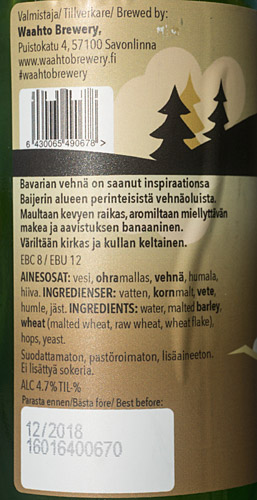 Valmistaja/ Tillverkare/ Brewed by:
Waahto Brewery,
Puistokatu 4, 57100 Savonlinna
www.waahtobrewery.fi
#waahtobrewery
6 430065 490678 >
Bavarian vehnä on saanut inspiraationsa
Baijerin alueen perinteisistä vehnäoluista.
Maultaan kevyen raikas, aromiltaan miellyttävän
makea ja aavistuksen banaaninen.
Väriltään kirkas ja kullan keltainen.
EBC 8 / EBU 12
AINESOSAT: vesi, ohramallas, vehnä, humala,
hiiva. INGREDIENSER: vatten, kornmalt, vete,
humle, jäst. INGREDIENTS: water, malted barley,
wheat (malted wheat, raw wheat, wheat flake),
hops, yeast.
Suodattamaton, pastöroimaton, lisäaineeton.
Ei lisättyä sokeria.
ALC 4.7% TIL-%
Parasta ennen/Bästa före/ Best before:
12/2018
16016400670